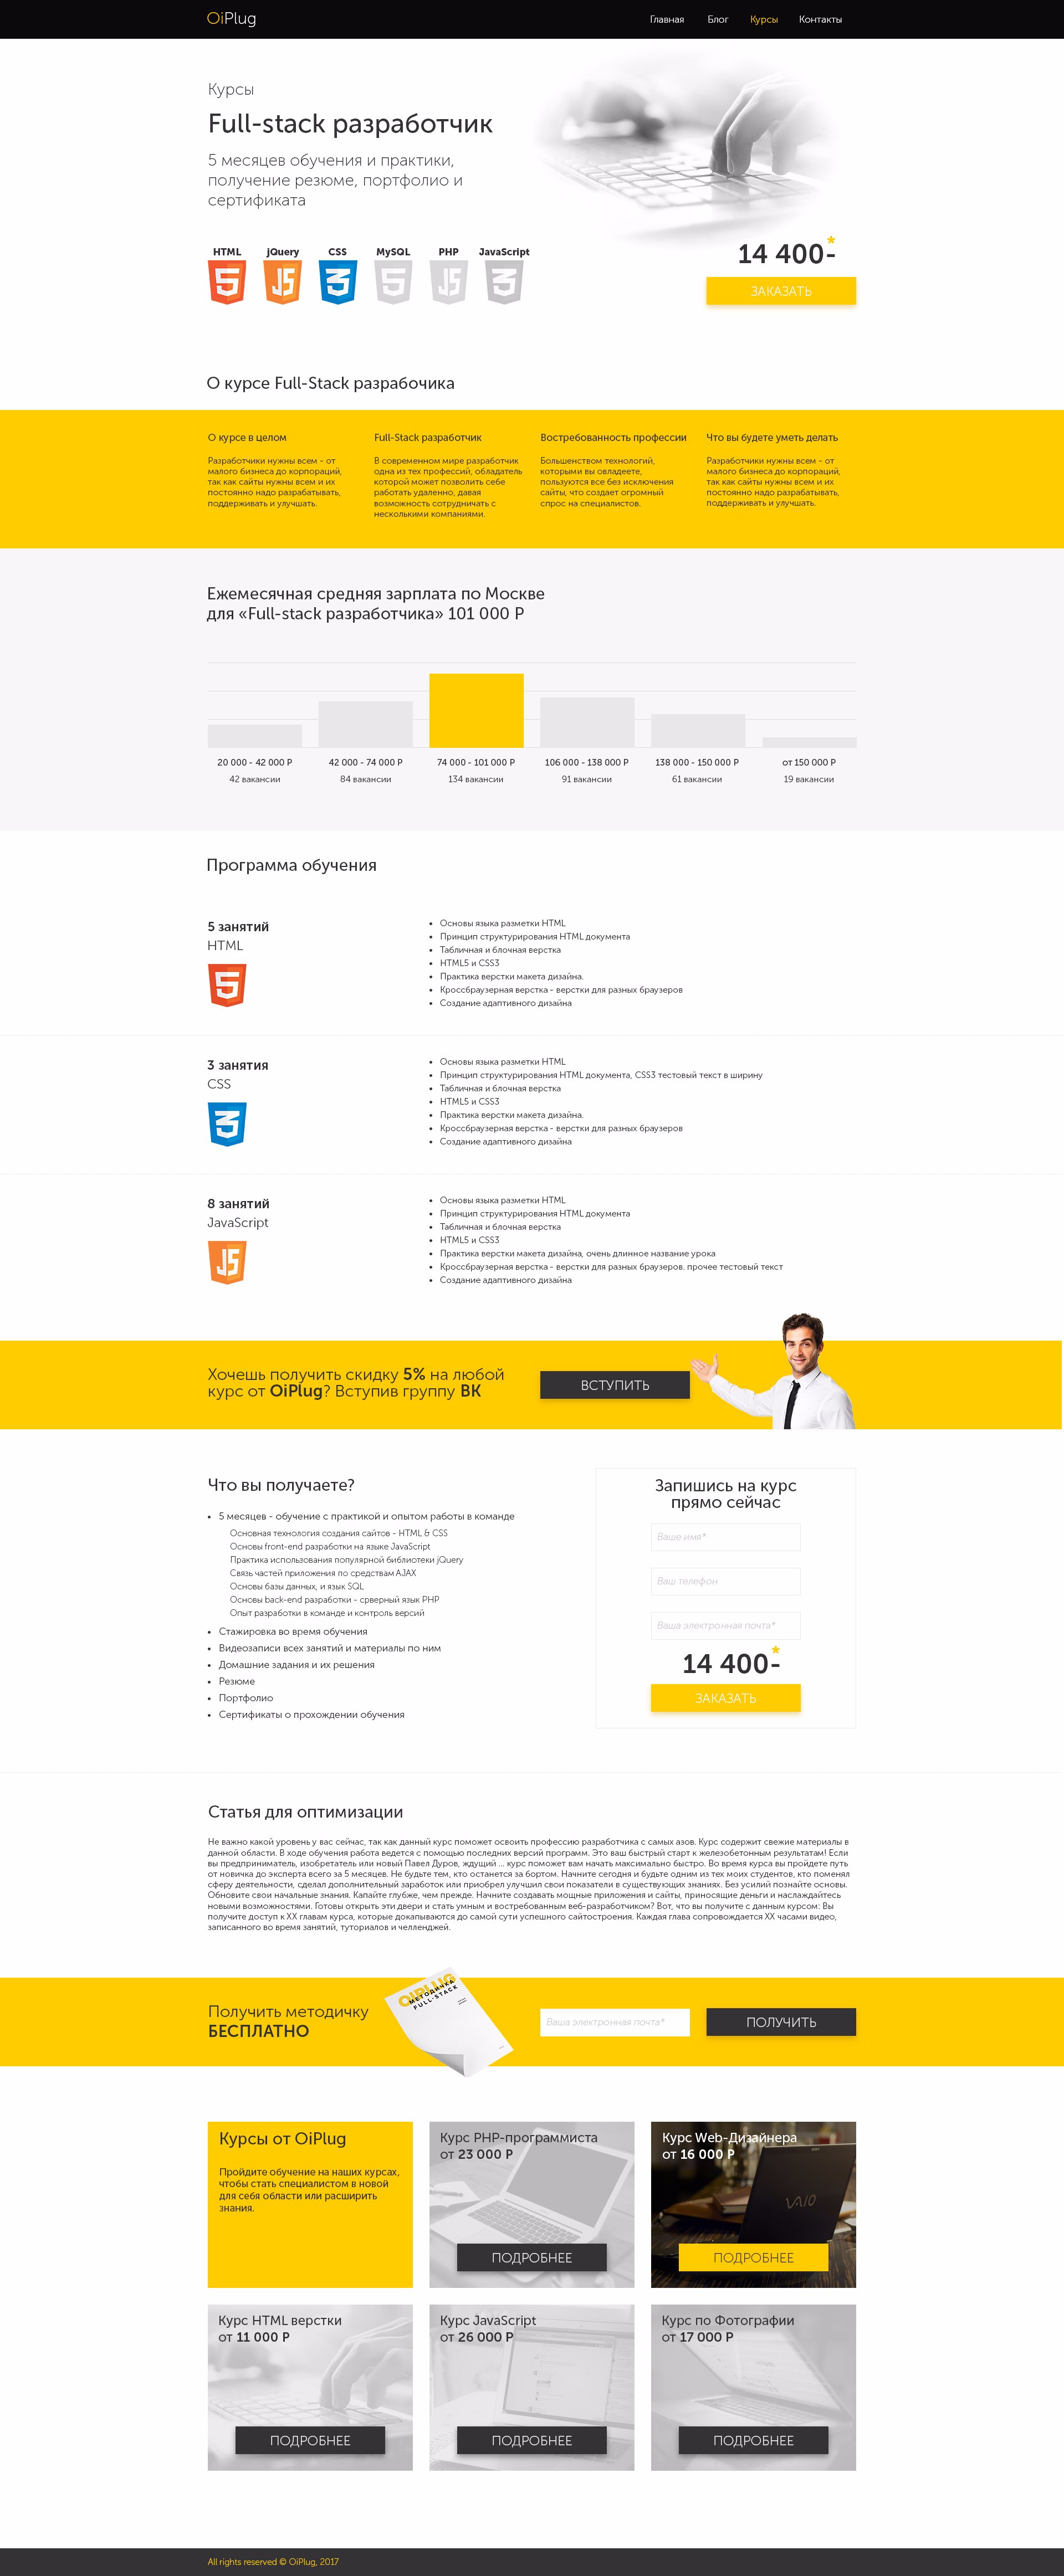 OiPlug
Главная Блог Курсы Контакты
Курсы
Full-stack разработчик
5 месяцев обучения и практики,
получение резюме, портфолио и
сертификата
HTML jQuery CSS MySQL PHP JavaScript
5 JS 3 5 JS 3
14 400-*
ЗАКАЗАТЬ
О курсе Full-Stack разрабочика
О курсе в целом
Разработчики нужны всем - от
малого бизнеса до корпораций,
так как сайты нужны всем и их
постоянно надо разрабатывать,
поддерживать и улучшать.
Full-Stack разработчик
В современном мире разработчик
одна из тех профессий, обладатель
которой может позволить себе
работать удаленно, давая
возможность сотрудничать с
несколькими компаниями.
Востребованность профессии
Большенством технологий,
которыми вы овладеете,
пользуются все без исключения
сайты, что создает огромный
спрос на специалистов.
Что вы будете уметь делать
Разработчики нужны всем - от
малого бизнеса до корпораций,
так как сайты нужны всем и их
постоянно надо разрабатывать,
поддерживать и улучшать.
Ежемесячная средняя зарплата по Москве
для «Full-stack разработчика» 101 000 Р
20 000 - 42 000 Р 42 000 - 74 000 Р 74 000 - 101 000 Р 106 000 - 138 000 Р 138 000 - 150 000 Р от 150 000 Р
42 вакансии 84 вакансии 134 вакансии 91 вакансии 61 вакансии 19 вакансии
Программа обучения
5 занятий
HTML
5
• Основы языка разметки HTML
• Принцип структурирования HTML документа
• Табличная и блочная верстка
• HTML5 и CSS3
• Практика верстки макета дизайна.
• Кроссбраузерная верстка - верстки для разных браузеров
• Создание адаптивного дизайна
3 занятия
CSS
3
• Основы языка разметки HTML
• Принцип структурирования HTML документа, CSS3 тестовый текст в ширину
• Табличная и блочная верстка
• HTML5 и CSS3
• Практика верстки макета дизайна.
• Кроссбраузерная верстка - верстки для разных браузеров
• Создание адаптивного дизайна
8 занятий
JavaScript
JS
• Основы языка разметки HTML
• Принцип структурирования HTML документа
• Табличная и блочная верстка
• HTML5 и CSS3
• Практика верстки макета дизайна, очень длинное название урока
• Кроссбраузерная верстка - верстки для разных браузеров. прочее тестовый текст
• Создание адаптивного дизайна
Хочешь получить скидку 5% на любой
курс от OiPlug? Вступив группу ВК
ВСТУПИТЬ
Что вы получаете?
• 5 месяцев - обучение с практикой и опытом работы в команде
Основная технология создания сайтов - HTML & CSS
Основы front-end разработки на языке JavaScript
Практика использования популярной библиотеки jQuery
Связь частей приложения по средствам AJAX
Основы базы данных, и язык SQL
Основы back-end разработки - срверный язык PHP
Опыт разработки в команде и контроль версий
• Стажировка во время обучения
• Видеозаписи всех занятий и материалы по ним
• Домашние задания и их решения
• Резюме
• Портфолио
• Сертификаты о прохождении обучения
Запишись на курс
прямо сейчас
Ваше имя*
Ваш телефон
Ваша электронная почта*
14 400-*
ЗАКАЗАТЬ
Статья для оптимизации
Не важно какой уровень у вас сейчас, так как данный курс поможет освоить профессию разработчика с самых азов. Курс содержит свежие материалы в
данной области. В ходе обучения работа ведется с помощью последних версий программ. Это ваш быстрый старт к железобетонным результатам! Если
вы предприниматель, изобретатель или новый Павел Дуров, ждущий ... курс поможет вам начать максимально быстро. Во время курса вы пройдете путь
от новичка до эксперта всего за 5 месяцев. Не будьте тем, кто останется за бортом. Начните сегодня и будьте одним из тех моих студентов, кто поменял
сферу деятельности, сделал дополнительный заработок или приобрел улучшил свои показатели в существующих знаниях. Без усилий познайте основы.
Обновите свои начальные знания. Капайте глубже, чем прежде. Начните создавать мощные приложения и сайты, приносящие деньги и наслаждайтесь
новыми возможностями. Готовы открыть эти двери и стать умным и востребованным веб-разработчиком? Вот, что вы получите с данным курсом: Вы
получите доступ к ХХ главам курса, которые докапываются до самой сути успешного сайтостроения. Каждая глава сопровождается ХХ часами видео,
записанного во время занятий, туториалов и челленджей.
Получить методичку
БЕСПЛАТНО
OIPLUG
МЕТОДИЧКА
FULL-STACK
Ваша электронная почта*
ПОЛУЧИТЬ
Курсы от OiPlug
Пройдите обучение на наших курсах,
чтобы стать специалистом в новой
для себя области или расширить
знания.
Курс PHP-программиста
от 23 000 Р
ПОДРОБНЕЕ
Курс Web-Дизайнера
от 16 000 Р
VAIO
ПОДРОБНЕЕ
Курс HTML верстки
от 11 000 Р
ПОДРОБНЕЕ
Курс JavaScript
от 26 000 Р
ПОДРОБНЕЕ
Курс по Фотографии
от 17 000 Р
ПОДРОБНЕЕ
All rights reserved © OiPlug, 2017